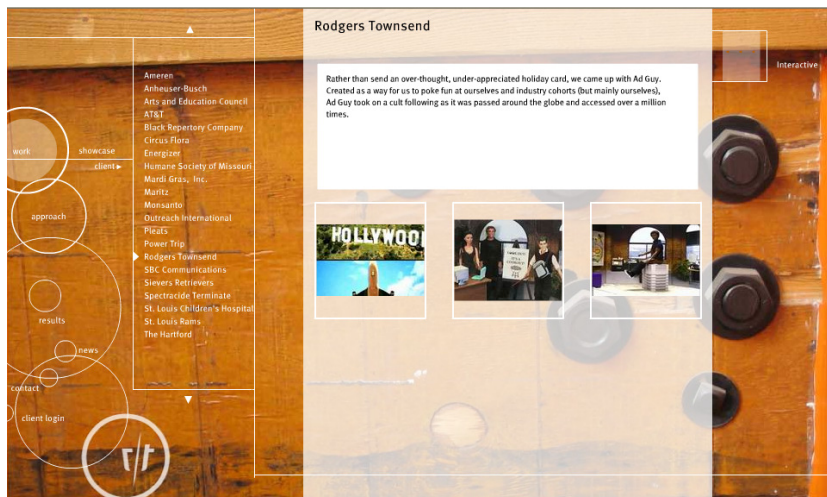 Rodgers Townsend
Interactive
Rather than send an over-thought, under-appreciated holiday card, we came up with Ad Guy.
Created as a way for us to poke fun at ourselves and industry cohorts (but mainly ourselves),
Ad Guy took on a cult following as it was passed around the globe and accessed over a million
times.
work
showcase
client
approach
results
news
contact
client login
Ameren
Anheuser-Busch
Arts and Education Council
AT&T
Black Repertory Company
Circus Flora
Energizer
Humane Society of Missouri
Mardi Gras, Inc.
Maritz
Monsanto
Outreach International
Pleats
Power Trip
Rodgers Townsend
SBC Communications
Sievers Retrievers
Spectracide Terminate
St. Louis Children's Hospital
St. Louis Rams
The Hartford
HOLLYWOO
r/t